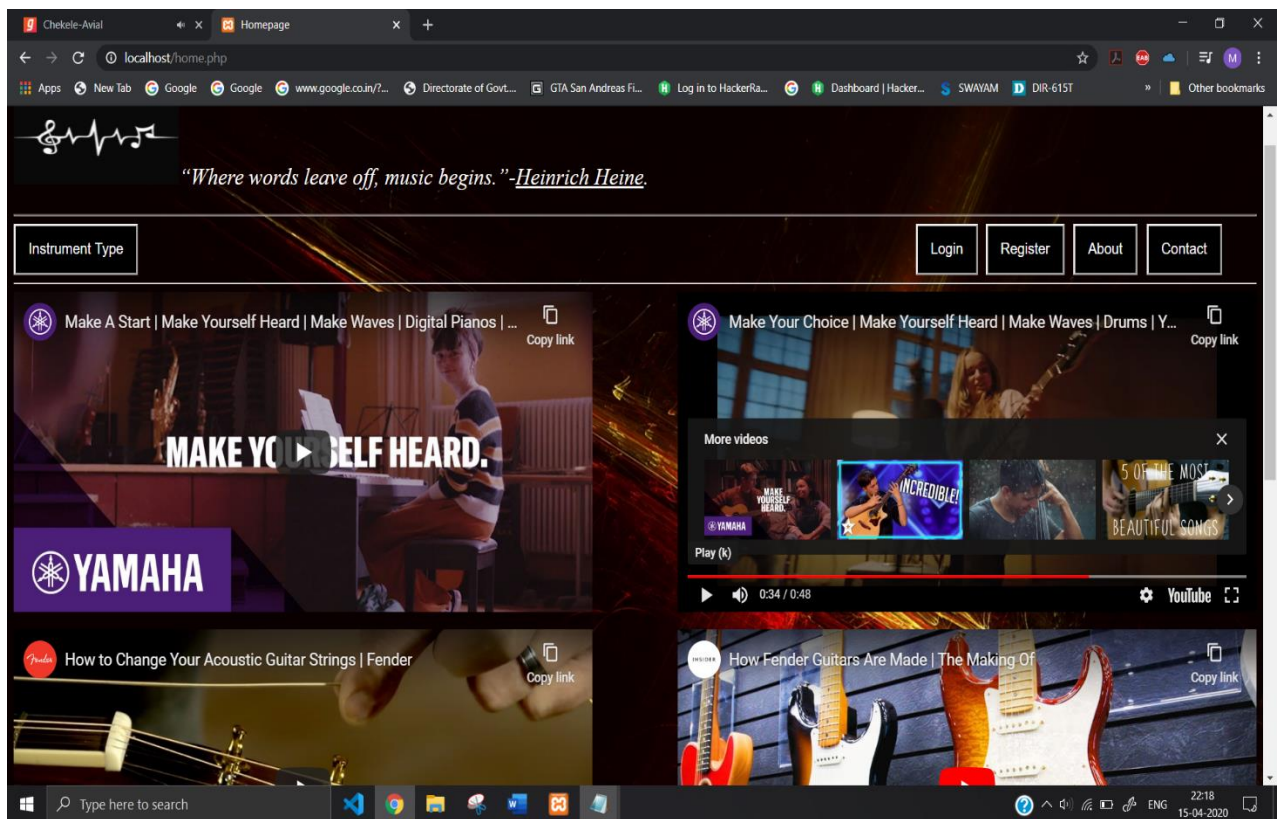 Chekele-Avial
Homepage
localhost/home.php
Apps New Tab Google Google www.google.co.in/?... Directorate of Govt.... GTA San Andreas Fi... Log in to HackerRa... Dashboard | Hacker... SWAYAM DIR-615T » Other bookmarks
“Where words leave off, music begins.”-Heinrich Heine.
Instrument Type Login Register About Contact
Make A Start | Make Yourself Heard | Make Waves | Digital Pianos | ...
Copy link
MAKE YOURSELF HEARD.
YAMAHA
Make Your Choice | Make Yourself Heard | Make Waves | Drums | Y...
Copy link
More videos
MAKE
YOURSELF
HEARD.
YAMAHA
INCREDIBLE!
5 OF THE MOST
BEAUTIFUL SONGS
Play (k)
0:34 / 0:48
YouTube
Fender
How to Change Your Acoustic Guitar Strings | Fender
Copy link
INSIDER
How Fender Guitars Are Made | The Making Of
Copy link
Type here to search
ENG
22:18
15-04-2020